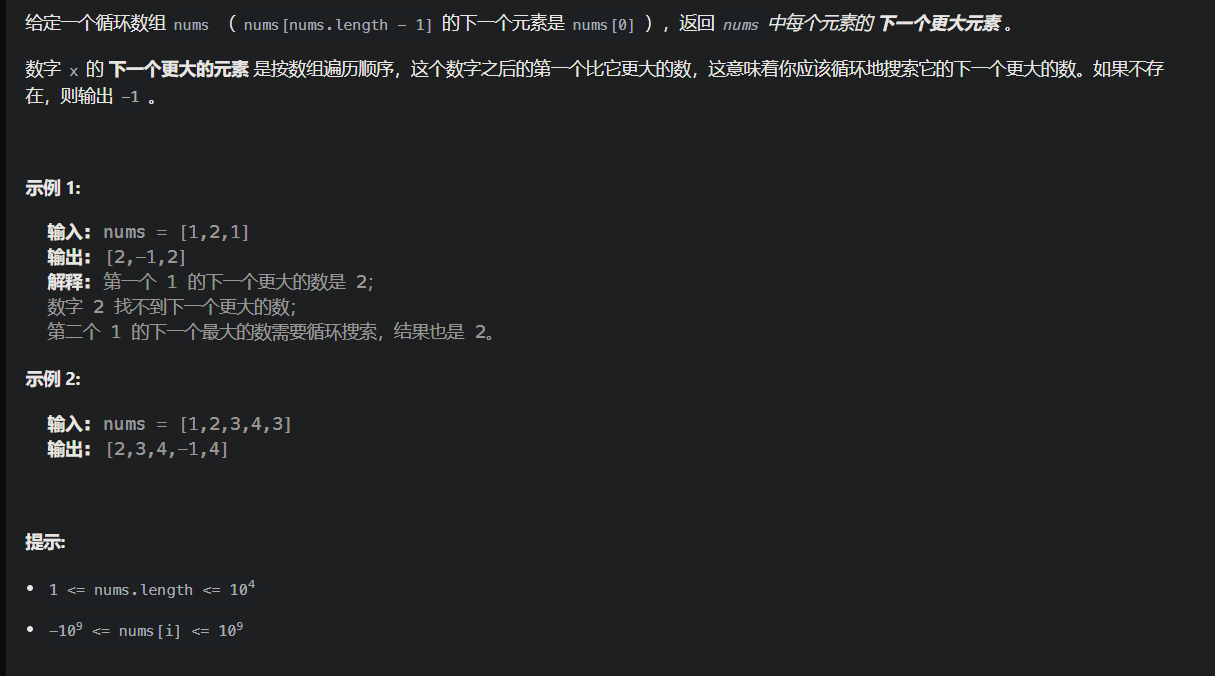 给定一个循环数组 nums （ nums[nums.length - 1] 的下一个元素是 nums[0] ），返回 nums 中每个元素的 下一个更大元素 。
数字 x 的 下一个更大的元素 是按数组遍历顺序，这个数字之后的第一个比它更大的数，这意味着你应该循环地搜索它的下一个更大的数。如果不存
在，则输出 -1 。
示例 1:
输入: nums = [1,2,1]
输出: [2,-1,2]
解释: 第一个 1 的下一个更大的数是 2;
数字 2 找不到下一个更大的数;
第二个 1 的下一个最大的数需要循环搜索，结果也是 2。
示例 2:
输入: nums = [1,2,3,4,3]
输出: [2,3,4,-1,4]
提示:
• 1 <= nums.length <= 10⁴
• -10⁹ <= nums[i] <= 10⁹